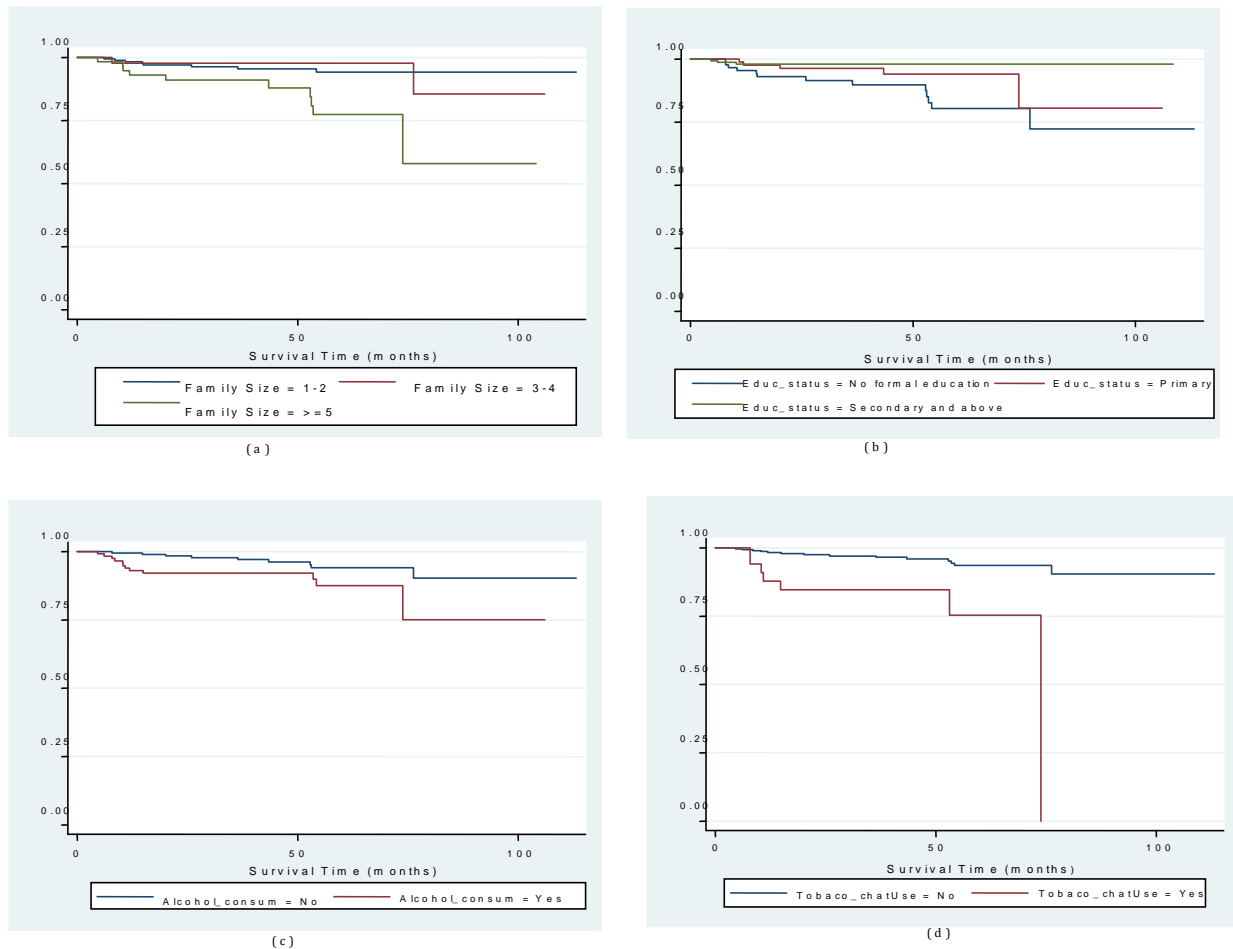 1.00
0.75
0.50
0.25
0.00
0 50 100
Survival Time (months)
Family Size = 1-2 Family Size = 3-4
Family Size = >=5
(a)
1.00
0.75
0.50
0.25
0.00
0 50 100
Survival Time (months)
Educ_status = No formal education Educ_status = Primary
Educ_status = Secondary and above
(b)
1.00
0.75
0.50
0.25
0.00
0 50 100
Survival Time (months)
Alcohol_consum = No Alcohol_consum = Yes
(c)
1.00
0.75
0.50
0.25
0.00
0 50 100
Survival Time (months)
Tobaco_chatUse = No Tobaco_chatUse = Yes
(d)